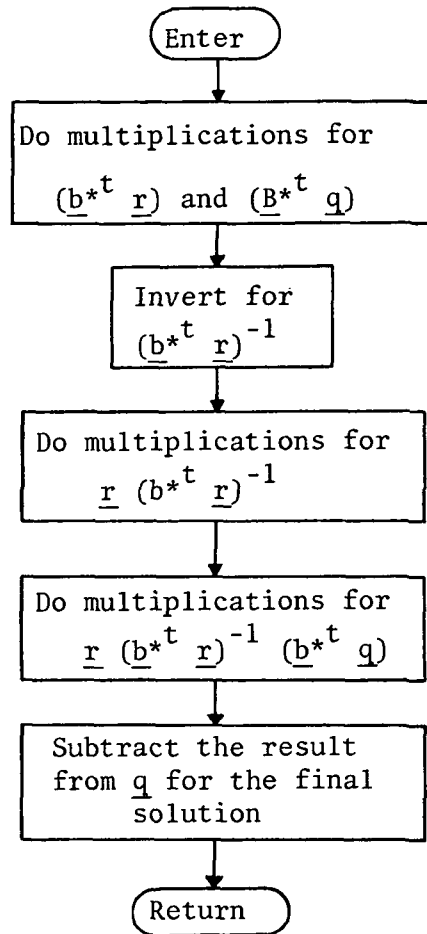 Enter
Do multiplications for
(b*^t r) and (B*^t q)
Invert for
(b*^t r)^-1
Do multiplications for
r (b*^t r)^-1
Do multiplications for
r (b*^t r)^-1 (b*^t q)
Subtract the result
from q for the final
solution
Return